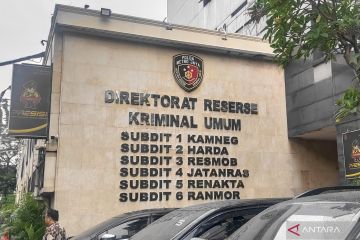 DIREKTORAT RESERSE
KRIMINAL UMUM
SUBDIT 1 KAMNEG
SUBDIT 2 HARDA
SUBDIT 3 RESMOB
SUBDIT 4 JATANRAS
SUBDIT 5 RENAKTA
SUBDIT 6 RANMOR
PRESISI
ANTARA